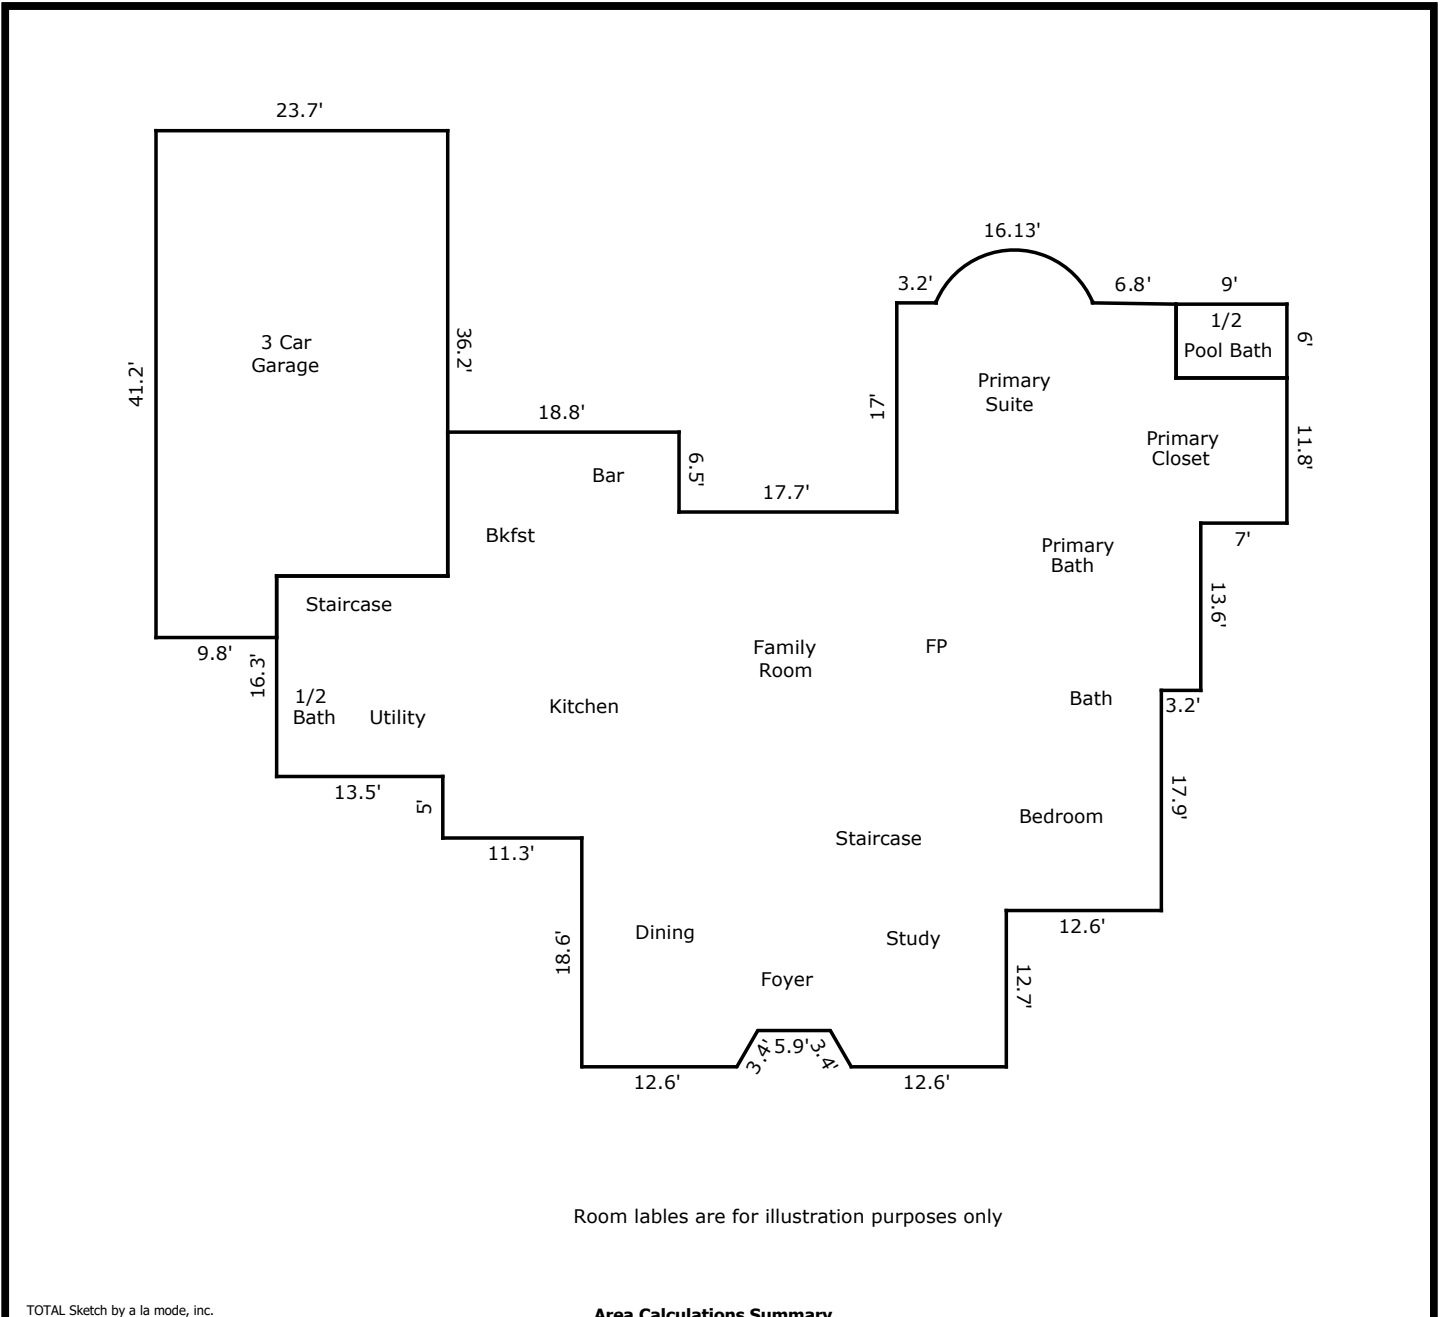 23.7'
16.13'
3.2'
6.8'
9'
1/2
Pool Bath
6'
3 Car
Garage
36.2'
41.2'
17'
Primary
Suite
18.8'
Primary
Closet
11.8'
Bar
6.5'
17.7'
Bkfst
7'
Primary
Bath
Staircase
13.6'
9.8'
16.3'
Family
Room
FP
1/2
Bath
Utility
Kitchen
Bath
3.2'
13.5'
5'
17.9'
Bedroom
Staircase
11.3'
Dining
Study
12.6'
18.6'
Foyer
12.7'
3.4'
5.9'
3.4'
12.6'
12.6'
Room lables are for illustration purposes only
TOTAL Sketch by a la mode, inc.
Area Calculations Summary